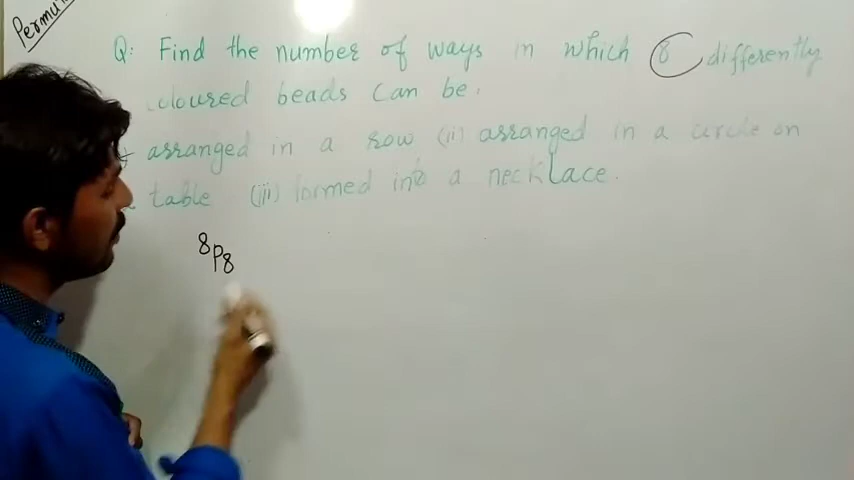 Permu
Q: Find the number of ways in which 8 differently
coloured beads can be.
arranged in a row (ii) arranged in a circle on
table (iii) formed into a necklace.
⁸P₈